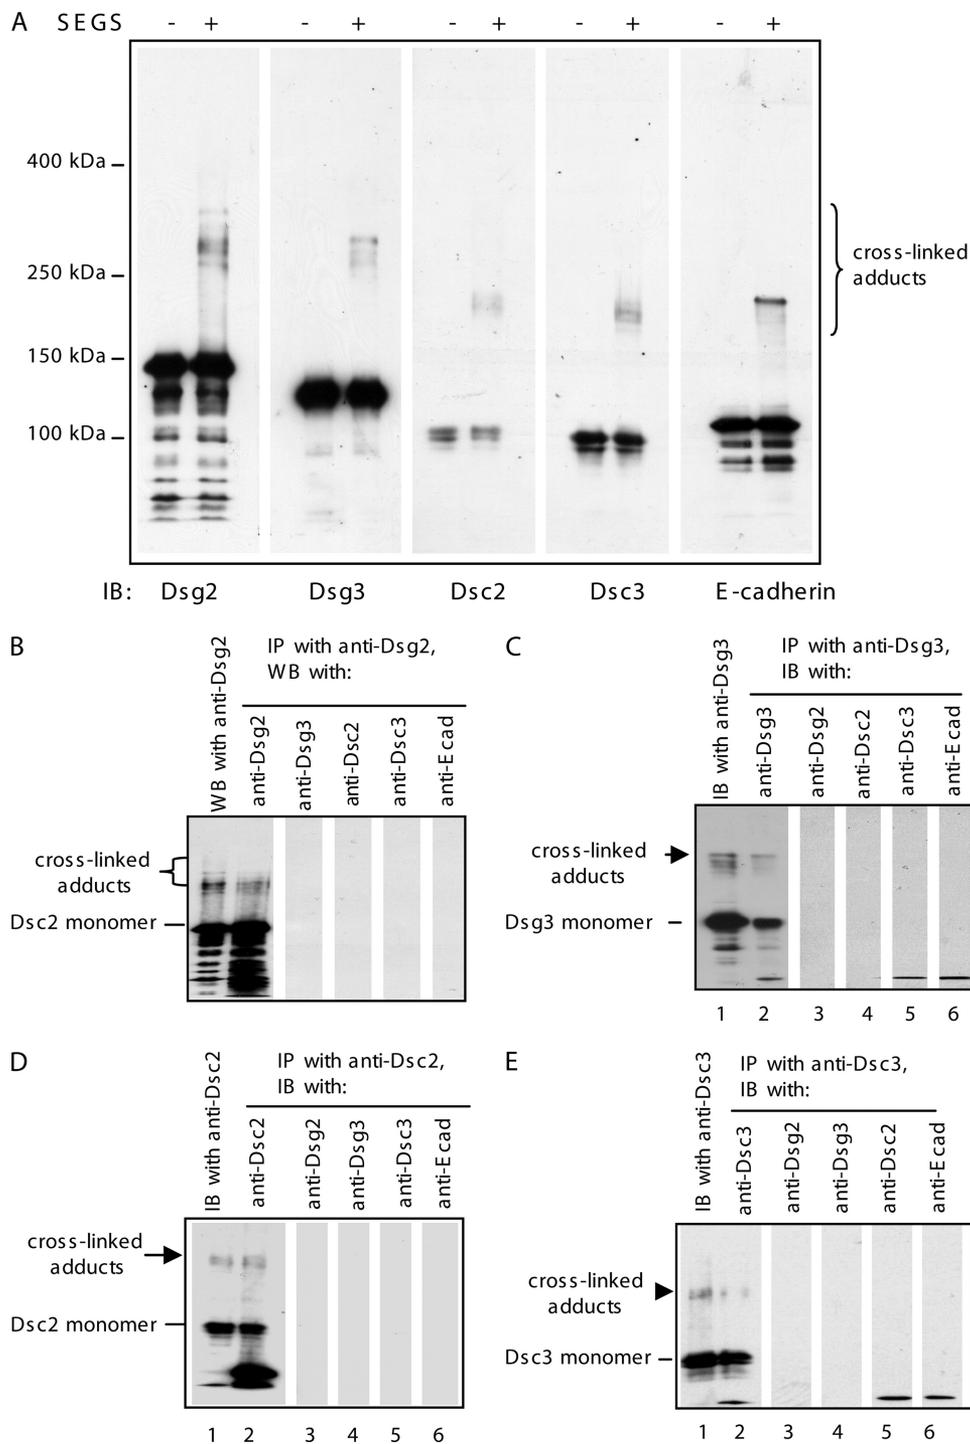 A SEGS - + - + - + - + - +
400 kDa
250 kDa
150 kDa
100 kDa
cross-linked
adducts
IB: Dsg2 Dsg3 Dsc2 Dsc3 E-cadherin
B
WB with anti-Dsg2
IP with anti-Dsg2,
WB with:
anti-Dsg2
anti-Dsg3
anti-Dsc2
anti-Dsc3
anti-Ecad
cross-linked
adducts
Dsc2 monomer
C
IB with anti-Dsg3
IP with anti-Dsg3,
IB with:
anti-Dsg3
anti-Dsg2
anti-Dsc2
anti-Dsc3
anti-Ecad
cross-linked
adducts
Dsg3 monomer
1 2 3 4 5 6
D
IB with anti-Dsc2
IP with anti-Dsc2,
IB with:
anti-Dsc2
anti-Dsg2
anti-Dsg3
anti-Dsc3
anti-Ecad
cross-linked
adducts
Dsc2 monomer
1 2 3 4 5 6
E
IB with anti-Dsc3
IP with anti-Dsc3,
IB with:
anti-Dsc3
anti-Dsg2
anti-Dsg3
anti-Dsc2
anti-Ecad
cross-linked
adducts
Dsc3 monomer
1 2 3 4 5 6